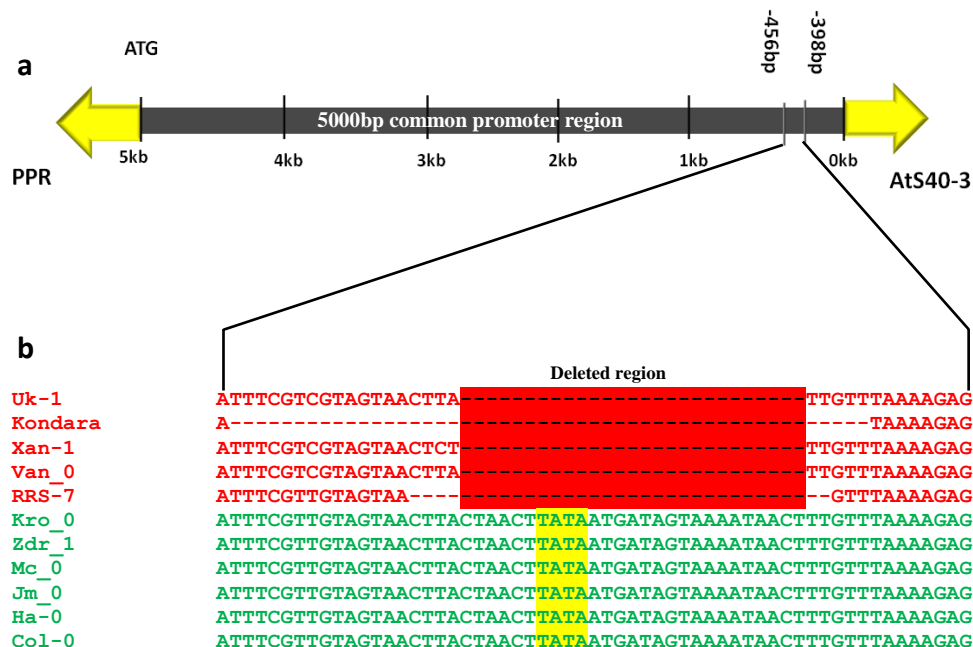 ATG
-456bp
-398bp
a
5000bp common promoter region
5kb
4kb
3kb
2kb
1kb
0kb
PPR
AtS40-3
b
Deleted region
Uk-1 ATTTCGTCGTAGTAACTTA---------------------------TTGTTTAAAAGAG
Kondara A--------------------------------------------------TAAAAGAG
Xan-1 ATTTCGTCGTAGTAACTCT---------------------------TTGTTTAAAAGAG
Van_0 ATTTCGTCGTAGTAACTTA---------------------------TTGTTTAAAAGAG
RRS-7 ATTTCGTTGTAGTAA---------------------------------GTTTAAAAGAG
Kro_0 ATTTCGTTGTAGTAACTTACTAACTTATAATGATAGTAAAATAACTTTGTTTAAAAGAG
Zdr_1 ATTTCGTTGTAGTAACTTACTAACTTATAATGATAGTAAAATAACTTTGTTTAAAAGAG
Mc_0 ATTTCGTTGTAGTAACTTACTAACTTATAATGATAGTAAAATAACTTTGTTTAAAAGAG
Jm_0 ATTTCGTTGTAGTAACTTACTAACTTATAATGATAGTAAAATAACTTTGTTTAAAAGAG
Ha-0 ATTTCGTTGTAGTAACTTACTAACTTATAATGATAGTAAAATAACTTTGTTTAAAAGAG
Col-0 ATTTCGTTGTAGTAACTTACTAACTTATAATGATAGTAAAATAACTTTGTTTAAAAGAG